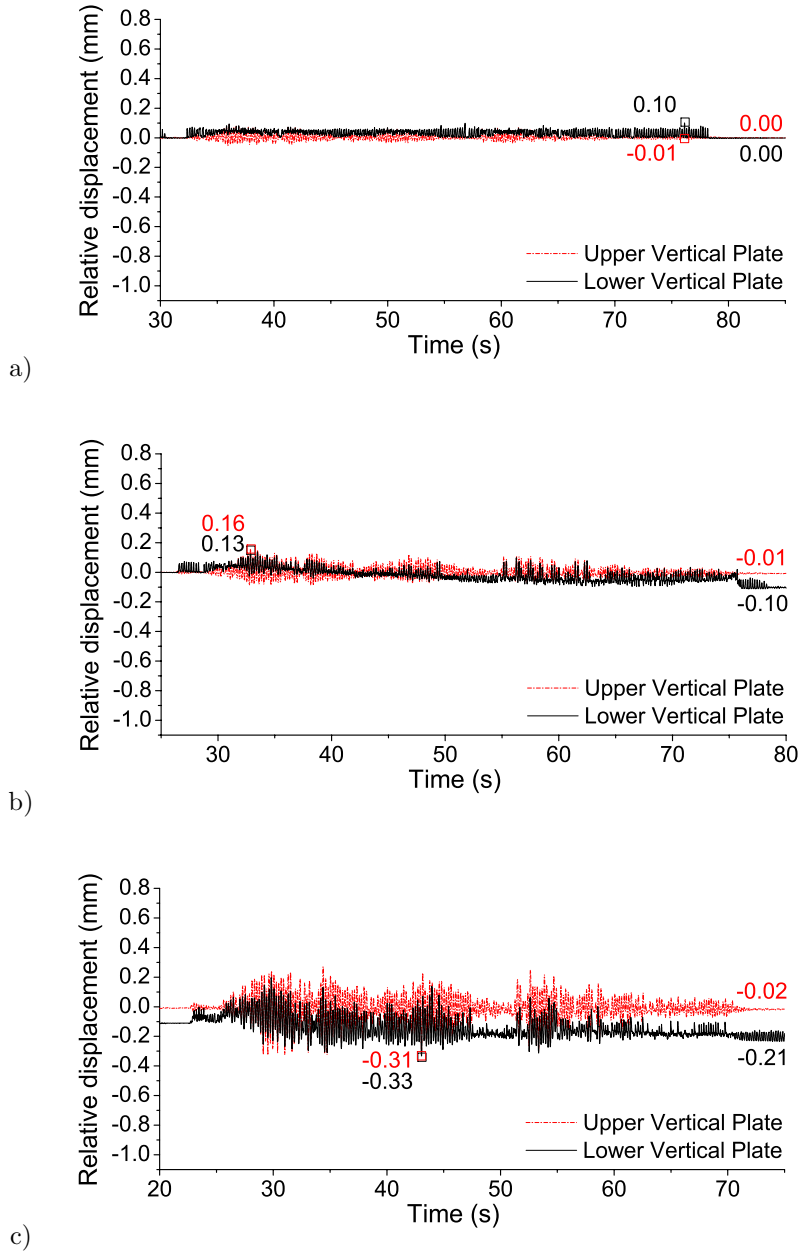 0.8
0.6
0.4
0.2
0.0
-0.2
-0.4
-0.6
-0.8
-1.0
Relative displacement (mm)
0.10
-0.01
0.00
0.00
Upper Vertical Plate
Lower Vertical Plate
30 40 50 60 70 80
Time (s)
a)
0.8
0.6
0.4
0.2
0.0
-0.2
-0.4
-0.6
-0.8
-1.0
Relative displacement (mm)
0.16
0.13
-0.01
-0.10
Upper Vertical Plate
Lower Vertical Plate
30 40 50 60 70 80
Time (s)
b)
0.8
0.6
0.4
0.2
0.0
-0.2
-0.4
-0.6
-0.8
-1.0
Relative displacement (mm)
-0.31
-0.33
-0.02
-0.21
Upper Vertical Plate
Lower Vertical Plate
20 30 40 50 60 70
Time (s)
c)